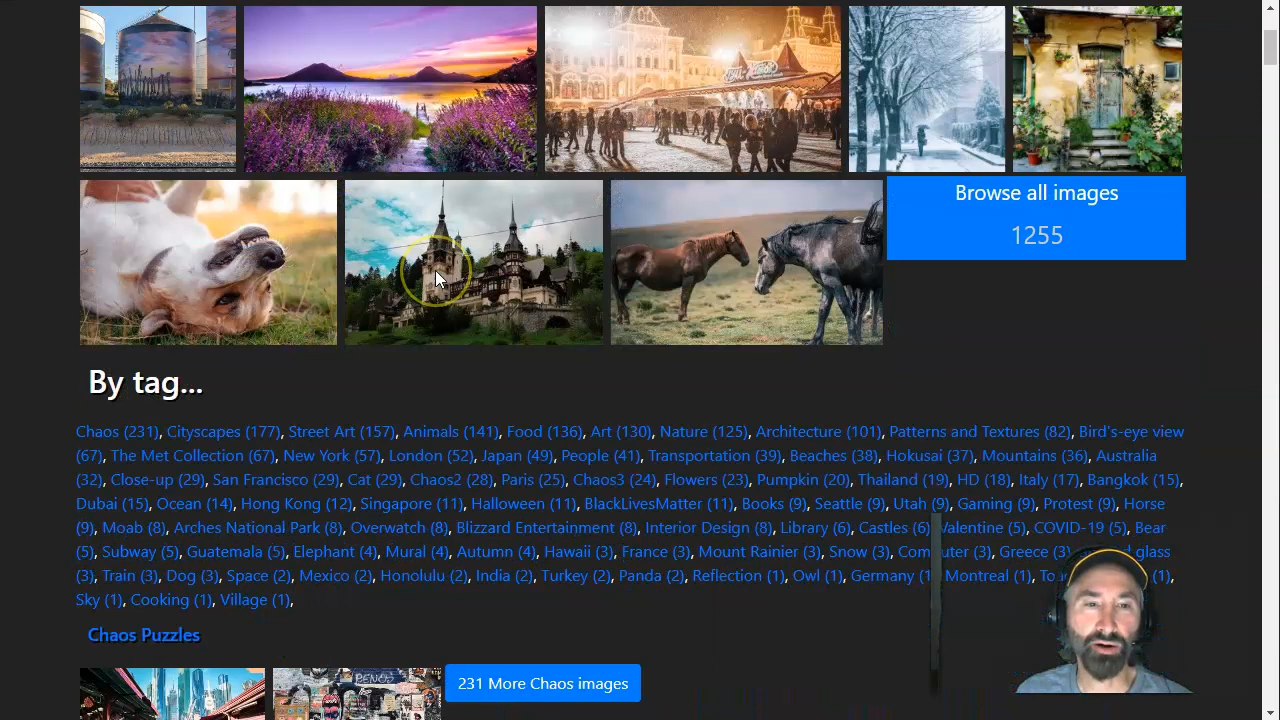 Browse all images
1255
By tag...
Chaos (231), Cityscapes (177), Street Art (157), Animals (141), Food (136), Art (130), Nature (125), Architecture (101), Patterns and Textures (82), Bird's-eye view
(67), The Met Collection (67), New York (57), London (52), Japan (49), People (41), Transportation (39), Beaches (38), Hokusai (37), Mountains (36), Australia
(32), Close-up (29), San Francisco (29), Cat (29), Chaos2 (28), Paris (25), Chaos3 (24), Flowers (23), Pumpkin (20), Thailand (19), HD (18), Italy (17), Bangkok (15),
Dubai (15), Ocean (14), Hong Kong (12), Singapore (11), Halloween (11), BlackLivesMatter (11), Books (9), Seattle (9), Utah (9), Gaming (9), Protest (9), Horse
(9), Moab (8), Arches National Park (8), Overwatch (8), Blizzard Entertainment (8), Interior Design (8), Library (6), Castles (6) Valentine (5), COVID-19 (5), Bear
(5), Subway (5), Guatemala (5), Elephant (4), Mural (4), Autumn (4), Hawaii (3), France (3), Mount Rainier (3), Snow (3), Greece (3) glass
(3), Train (3), Dog (3), Space (2), Mexico (2), Honolulu (2), India (2), Turkey (2), Panda (2), Reflection (1), Owl (1), Germany (1 Montreal (1), (1),
Sky (1), Cooking (1), Village (1),
Chaos Puzzles
231 More Chaos images